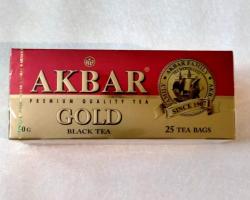 AKBAR
PREMIUM QUALITY TEA
GOLD
BLACK TEA
25 TEA BAGS
AKBAR FAMILY
SINCE 1907